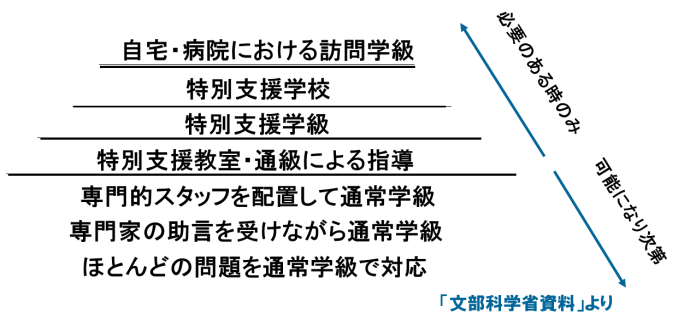 自宅・病院における訪問学級
特別支援学校
特別支援学級
特別支援教室・通級による指導
専門的スタッフを配置して通常学級
専門家の助言を受けながら通常学級
ほとんどの問題を通常学級で対応
必要のある時のみ
可能になり次第
「文部科学省資料」より